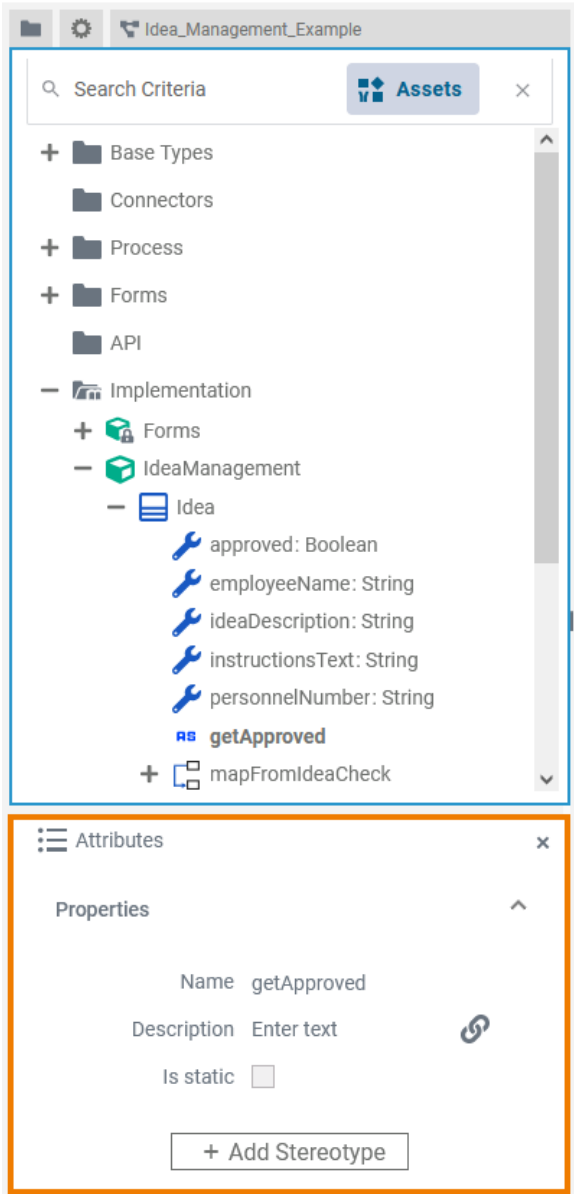 Idea_Management_Example
Search Criteria Assets
Base Types
Connectors
Process
Forms
API
Implementation
Forms
IdeaManagement
Idea
approved: Boolean
employeeName: String
ideaDescription: String
instructionsText: String
personnelNumber: String
AS getApproved
mapFromIdeaCheck
Attributes
Properties
Name getApproved
Description Enter text
Is static
+ Add Stereotype